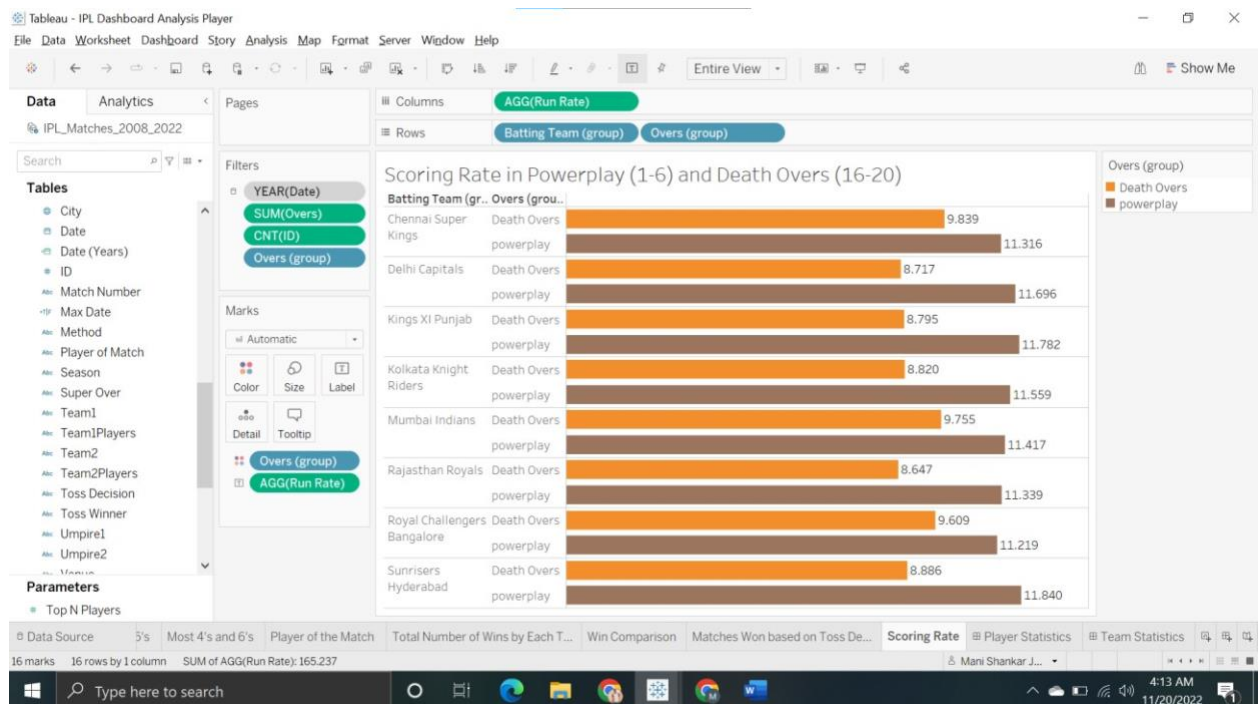 Tableau - IPL Dashboard Analysis Player
File Data Worksheet Dashboard Story Analysis Map Format Server Window Help
Entire View
Show Me
Data Analytics
IPL_Matches_2008_2022
Search
Tables
City
Date
Date (Years)
ID
Match Number
Max Date
Method
Player of Match
Season
Super Over
Team1
Team1Players
Team2
Team2Players
Toss Decision
Toss Winner
Umpire1
Umpire2
Venue
Parameters
Top N Players
Pages
Filters
YEAR(Date)
SUM(Overs)
CNT(ID)
Overs (group)
Marks
Automatic
Color Size Label
Detail Tooltip
Overs (group)
AGG(Run Rate)
Columns AGG(Run Rate)
Rows Batting Team (group) Overs (group)
Scoring Rate in Powerplay (1-6) and Death Overs (16-20)
Batting Team (gr.. Overs (grou..
Chennai Super Kings Death Overs 9.839
powerplay 11.316
Delhi Capitals Death Overs 8.717
powerplay 11.696
Kings XI Punjab Death Overs 8.795
powerplay 11.782
Kolkata Knight Riders Death Overs 8.820
powerplay 11.559
Mumbai Indians Death Overs 9.755
powerplay 11.417
Rajasthan Royals Death Overs 8.647
powerplay 11.339
Royal Challengers Bangalore Death Overs 9.609
powerplay 11.219
Sunrisers Hyderabad Death Overs 8.886
powerplay 11.840
Overs (group)
Death Overs
powerplay
Data Source 5's Most 4's and 6's Player of the Match Total Number of Wins by Each T... Win Comparison Matches Won based on Toss De... Scoring Rate Player Statistics Team Statistics
16 marks 16 rows by 1 column SUM of AGG(Run Rate): 165.237 Mani Shankar J...
Type here to search
4:13 AM
11/20/2022